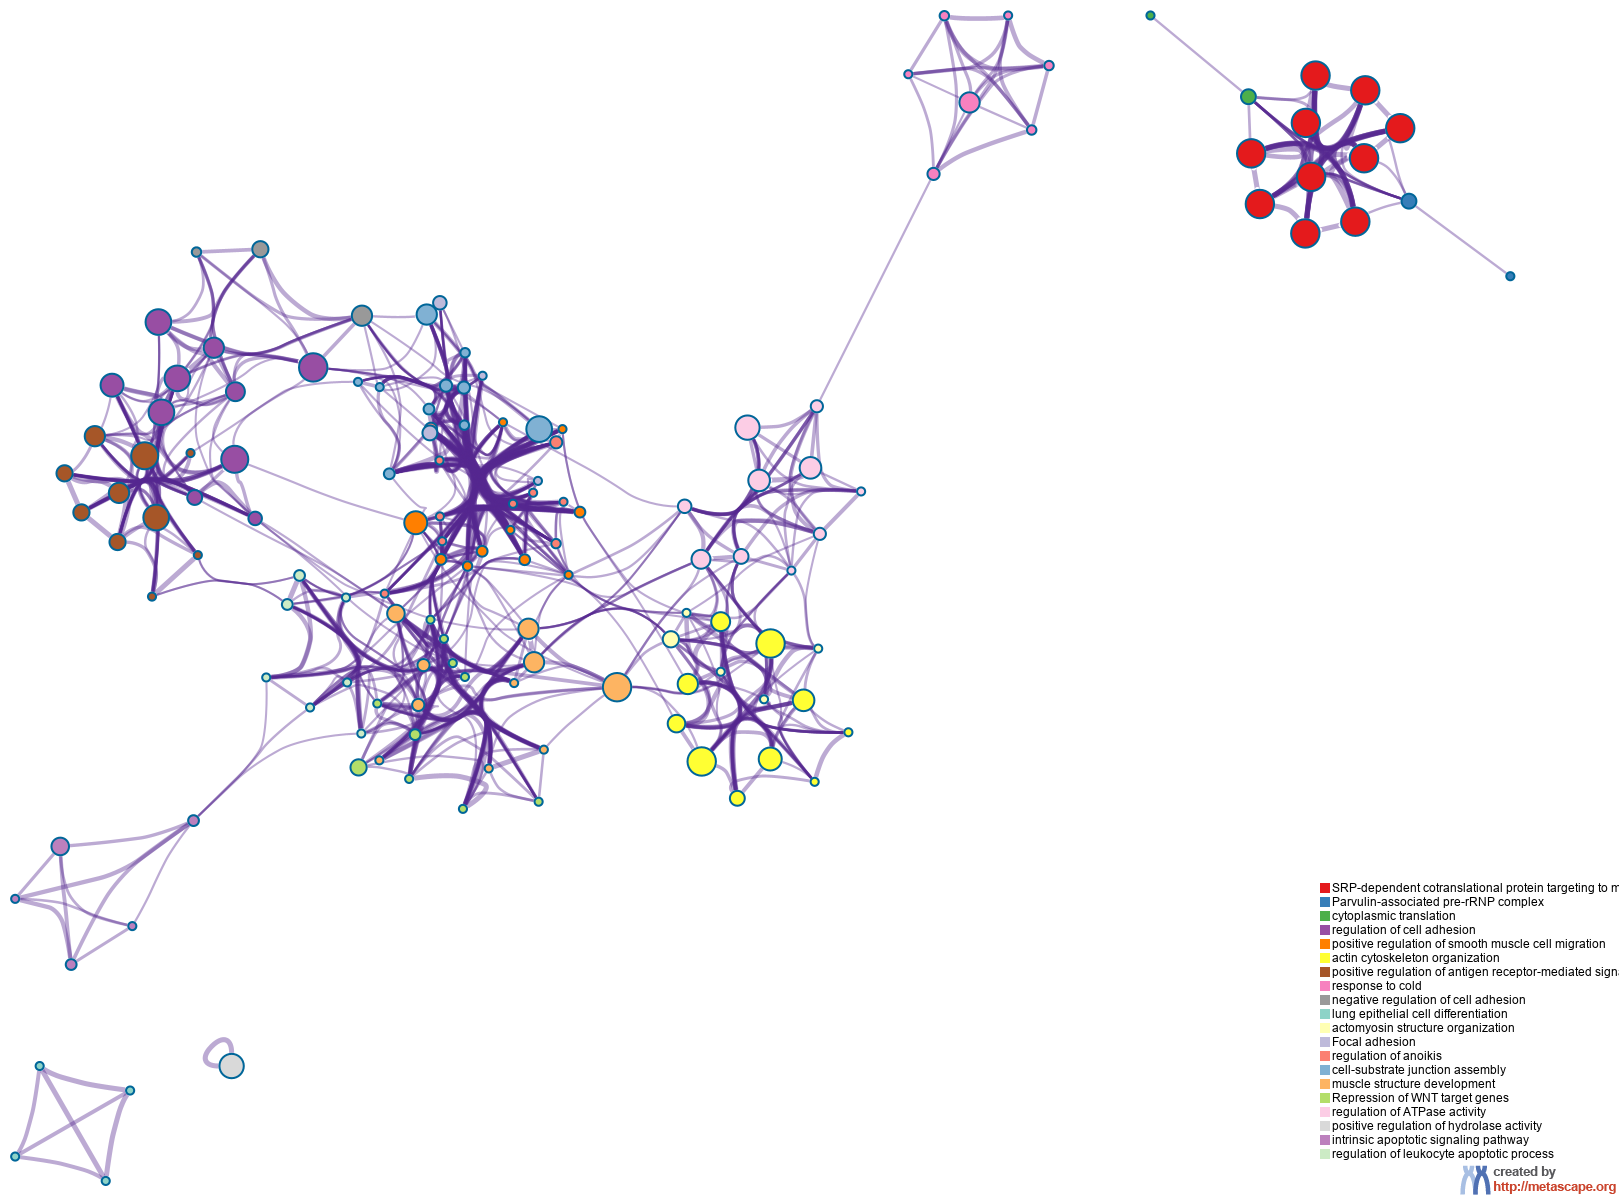 SRP-dependent cotranslational protein targeting to m
Parvulin-associated pre-rRNP complex
cytoplasmic translation
regulation of cell adhesion
positive regulation of smooth muscle cell migration
actin cytoskeleton organization
positive regulation of antigen receptor-mediated sign
response to cold
negative regulation of cell adhesion
lung epithelial cell differentiation
actomyosin structure organization
Focal adhesion
regulation of anoikis
cell-substrate junction assembly
muscle structure development
Repression of WNT target genes
regulation of ATPase activity
positive regulation of hydrolase activity
intrinsic apoptotic signaling pathway
regulation of leukocyte apoptotic process
created by
http://metascape.org